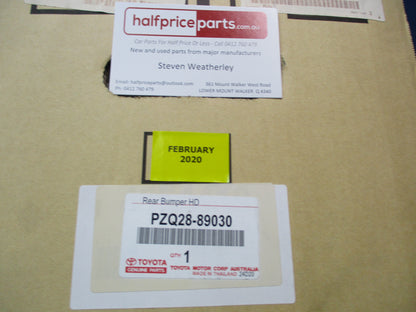 halfpriceparts.com.au
Car Parts For Half Price Or Less - Call 0412 760 479
New and used parts from major manufacturers
Steven Weatherley
Email: halfpriceparts@outlook.com
Ph: 0412 760 479
561 Mount Walker West Road
LOWER MOUNT WALKER. Q 4340
FEBRUARY
2020
Rear Bumper HD
PZQ28-89030
QTY 1
TOYOTA
GENUINE PARTS
TOYOTA MOTOR CORP AUSTRALIA
MADE IN THAILAND 24D20